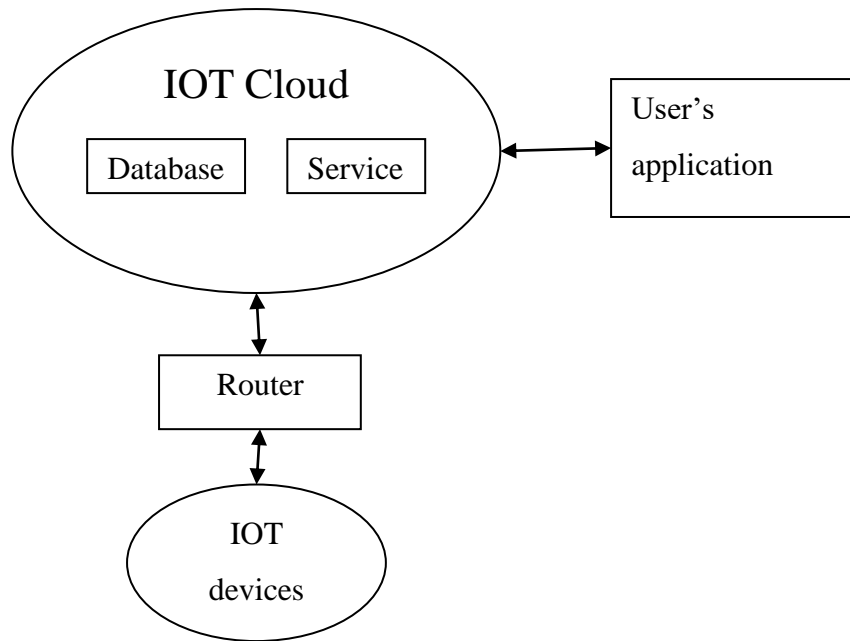 IOT Cloud
Database
Service
User’s
application
Router
IOT
devices